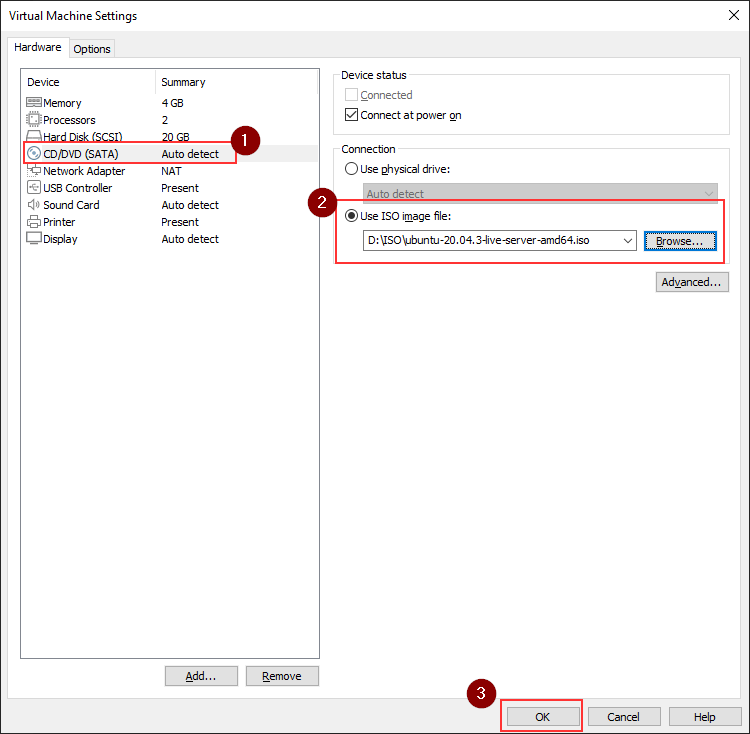 Virtual Machine Settings
Hardware
Options
Device Summary
Memory 4 GB
Processors 2
Hard Disk (SCSI) 20 GB
1
CD/DVD (SATA) Auto detect
Network Adapter NAT
USB Controller Present
Sound Card Auto detect
Printer Present
Display Auto detect
Add...
Remove
Device status
Connected
Connect at power on
Connection
Use physical drive:
Auto detect
2
Use ISO image file:
D:\ISO\ubuntu-20.04.3-live-server-amd64.iso
Browse...
Advanced...
3
OK
Cancel
Help